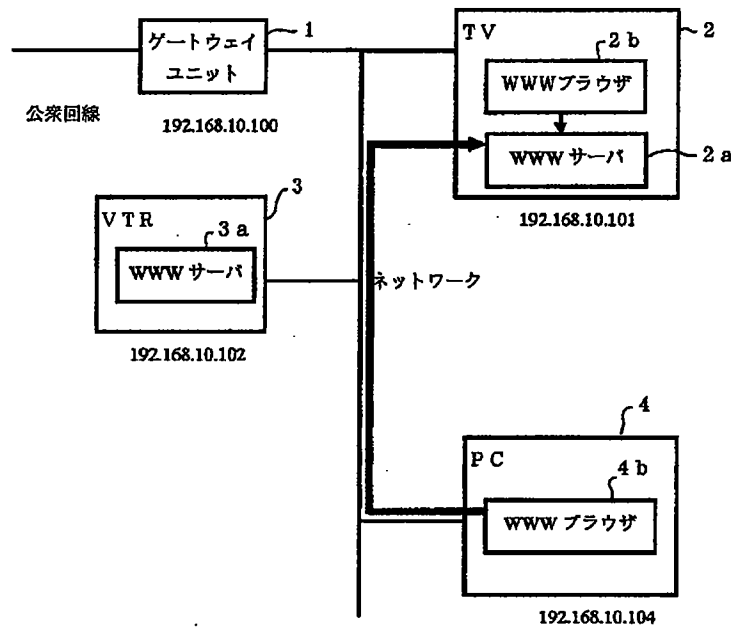 ゲートウェイ
ユニット
1
公衆回線
192.168.10.100
TV
2
2b
WWWブラウザ
WWWサーバ
2a
192.168.10.101
VTR
3
3a
WWWサーバ
192.168.10.102
ネットワーク
PC
4
4b
WWWブラウザ
192.168.10.104